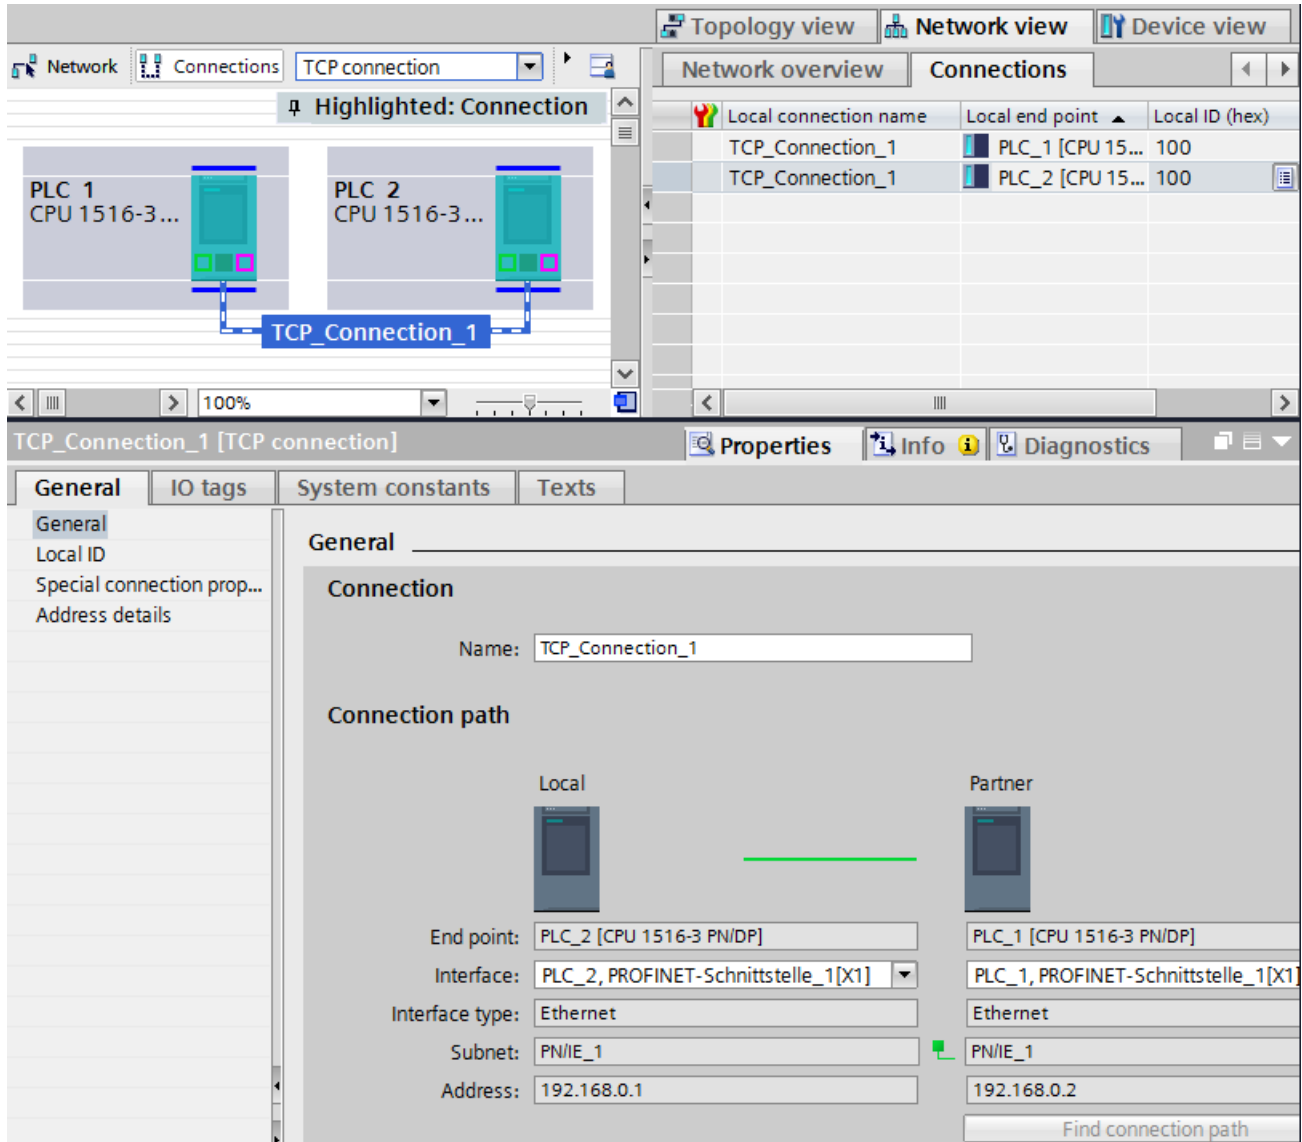 Topology view
Network view
Device view
Network
Connections
TCP connection
Network overview
Connections
Highlighted: Connection
Local connection name
Local end point
Local ID (hex)
TCP_Connection_1
PLC_1 [CPU 15...
100
TCP_Connection_1
PLC_2 [CPU 15...
100
PLC_1
CPU 1516-3...
PLC_2
CPU 1516-3...
TCP_Connection_1
100%
TCP_Connection_1 [TCP connection]
Properties
Info
Diagnostics
General
IO tags
System constants
Texts
General
Local ID
Special connection prop...
Address details
General
Connection
Name:
TCP_Connection_1
Connection path
Local
Partner
End point:
PLC_2 [CPU 1516-3 PN/DP]
PLC_1 [CPU 1516-3 PN/DP]
Interface:
PLC_2, PROFINET-Schnittstelle_1[X1]
PLC_1, PROFINET-Schnittstelle_1[X1]
Interface type:
Ethernet
Ethernet
Subnet:
PN/IE_1
PN/IE_1
Address:
192.168.0.1
192.168.0.2
Find connection path